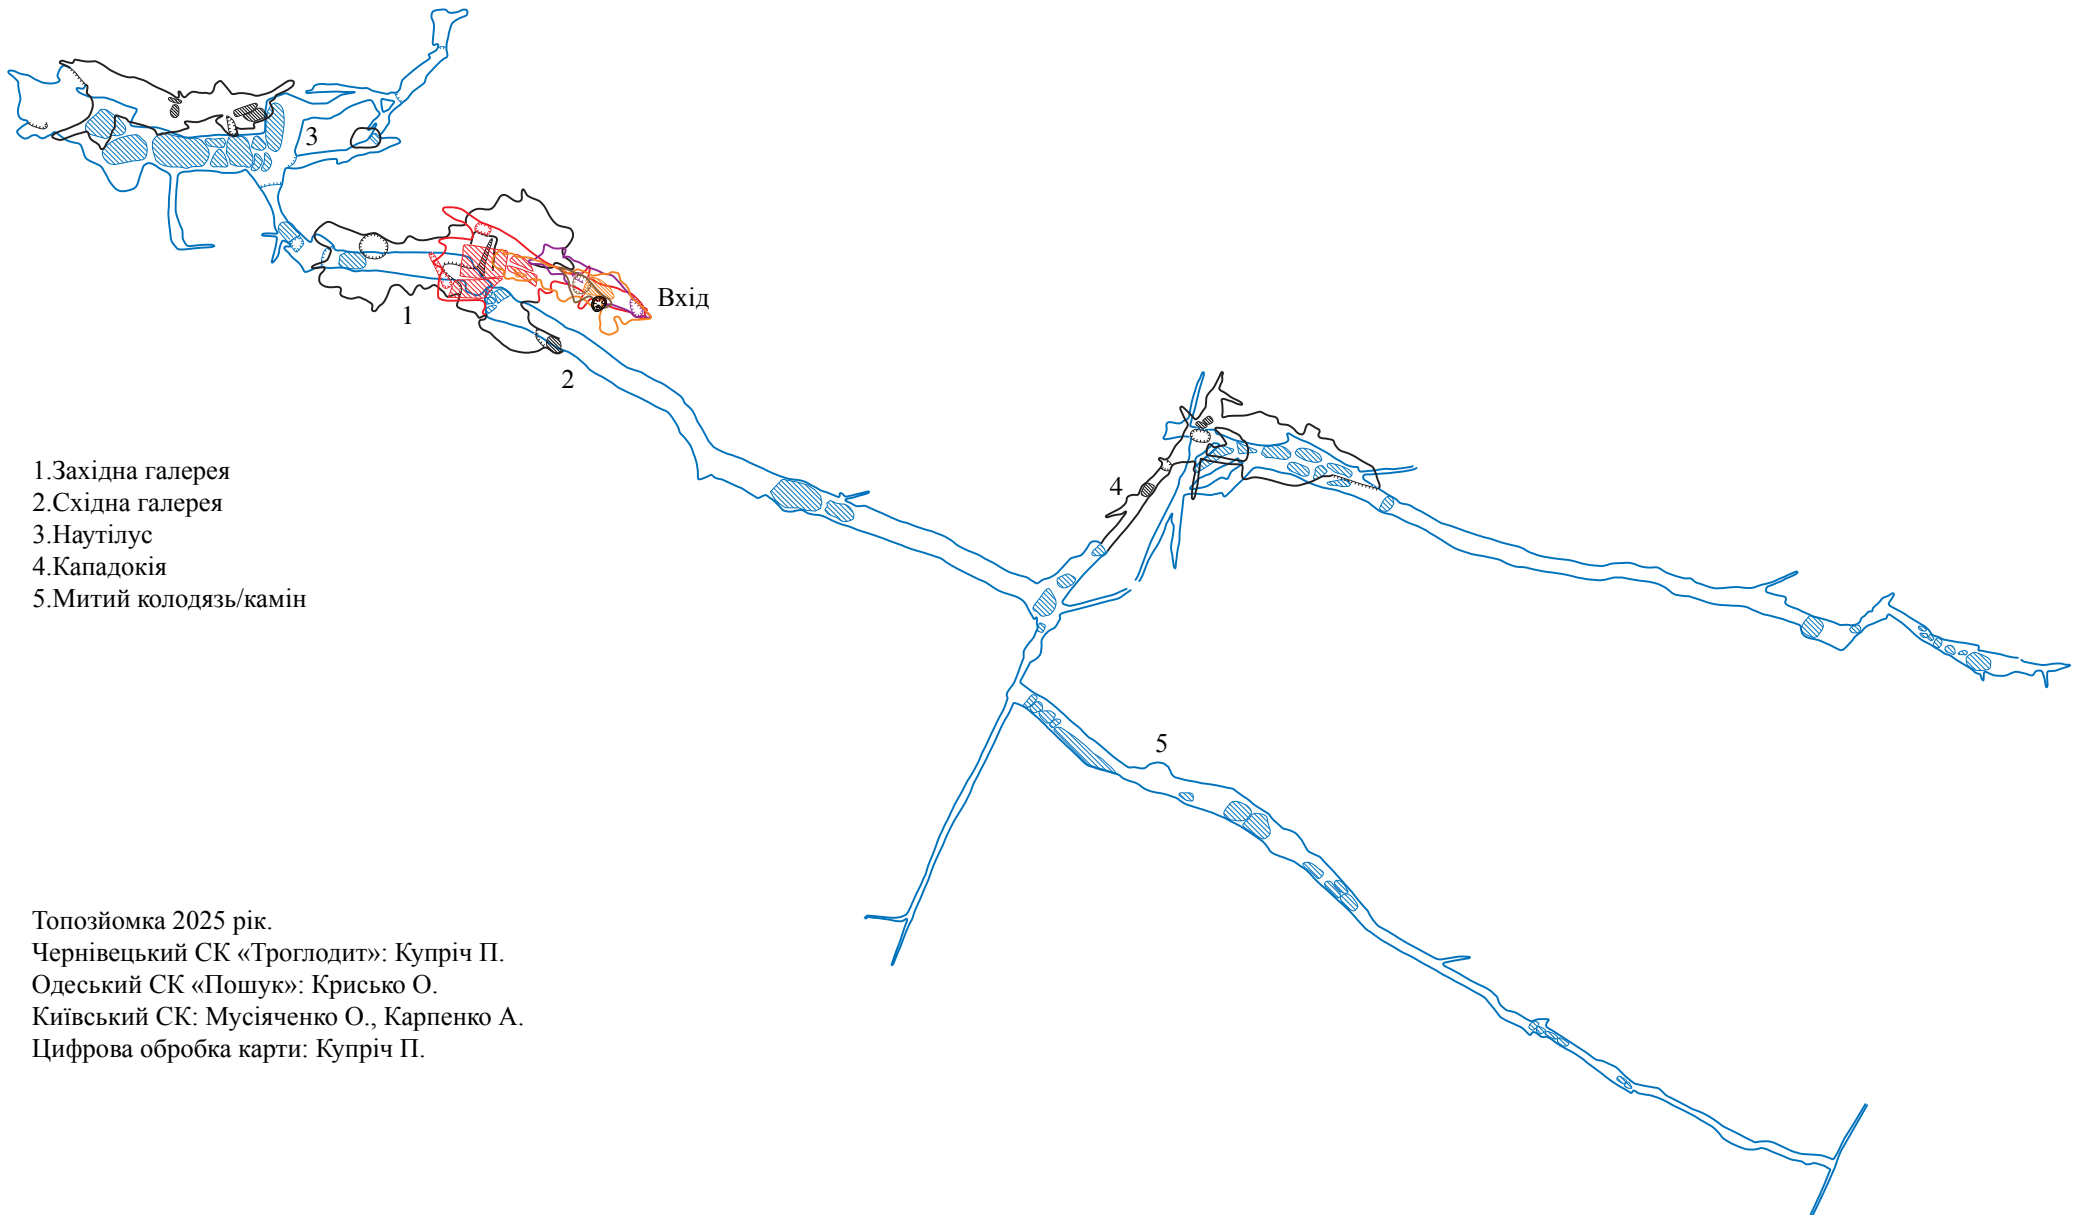 3
Вхід
1
2
4
1.Західна галерея
2.Східна галерея
3.Наутілус
4.Кападокія
5.Митий колодязь/камін
5
Топозйомка 2025 рік.
Чернівецький СК «Троглодит»: Купріч П.
Одеський СК «Пошук»: Крисько О.
Київський СК: Мусіяченко О., Карпенко А.
Цифрова обробка карти: Купріч П.